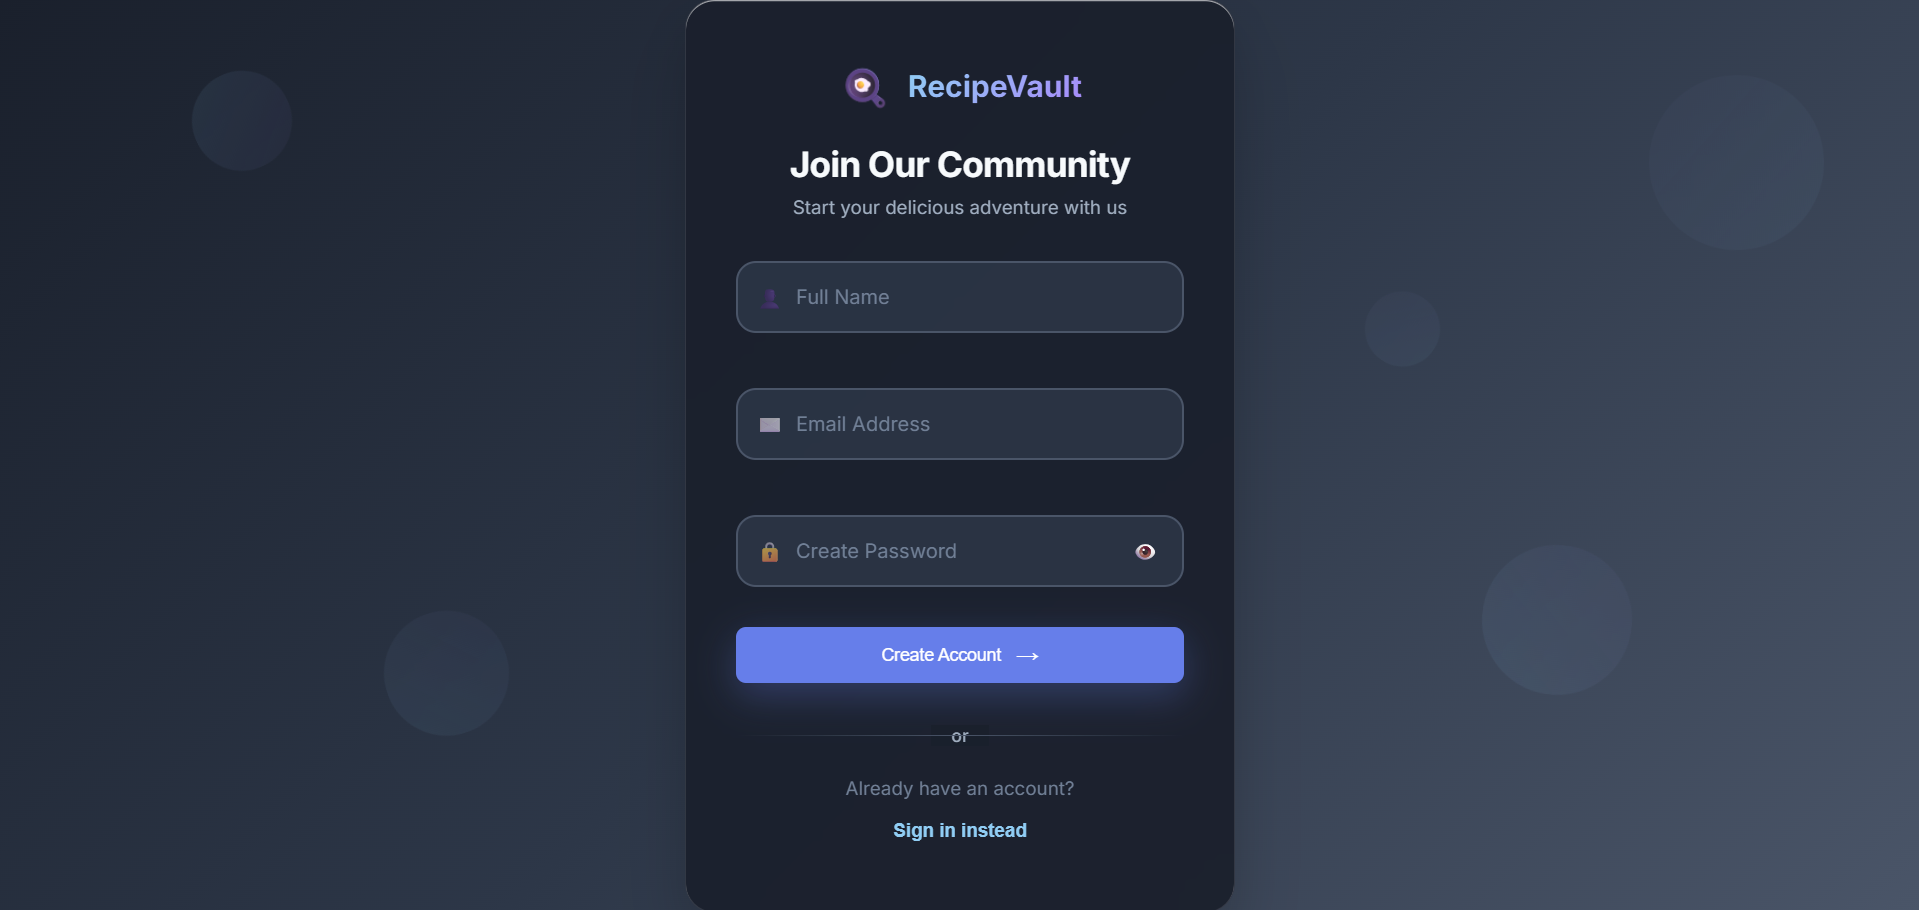 RecipeVault
Join Our Community
Start your delicious adventure with us
Full Name
Email Address
Create Password
Create Account →
or
Already have an account?
Sign in instead